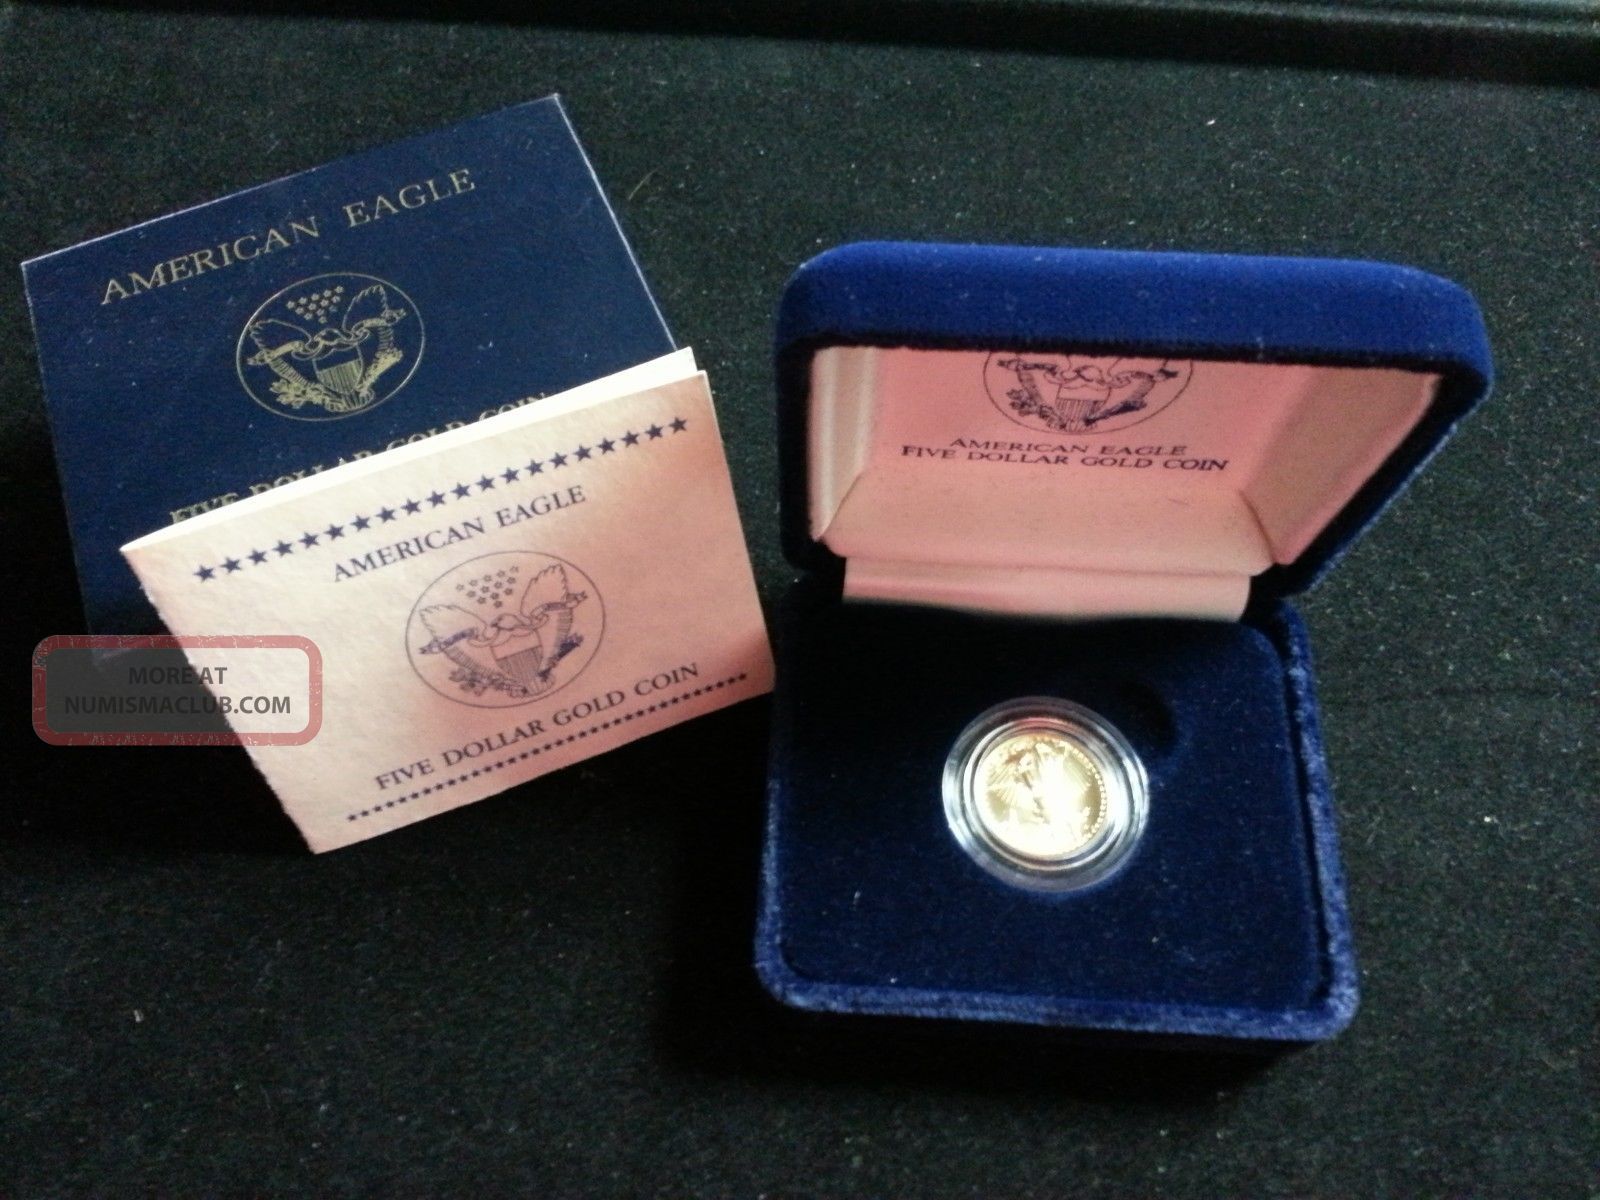 AMERICAN EAGLE
FIVE DOLLAR GOLD COIN
AMERICAN EAGLE
FIVE DOLLAR GOLD COIN
AMERICAN EAGLE
FIVE DOLLAR GOLD COIN
MORE AT
NUMISMACLUB.COM